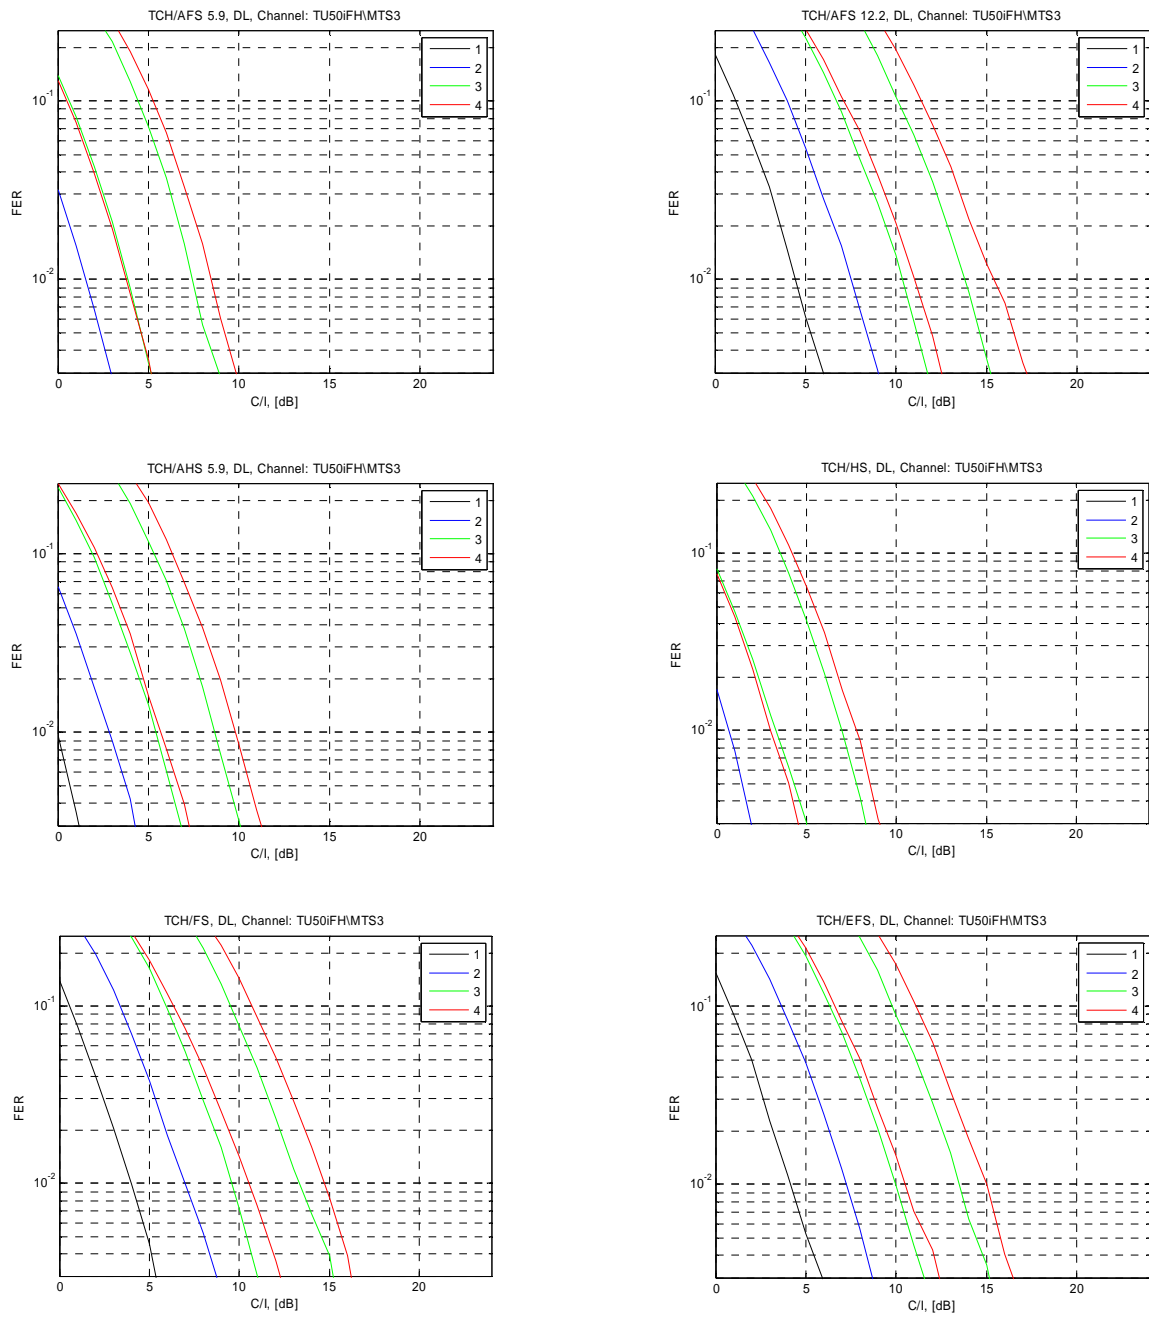 TCH/AFS 5.9, DL, Channel: TU50iFH\MTS3
1
2
3
4
10-1
10-2
FER
0 5 10 15 20
C/I, [dB]
TCH/AFS 12.2, DL, Channel: TU50iFH\MTS3
1
2
3
4
10-1
10-2
FER
0 5 10 15 20
C/I, [dB]
TCH/AHS 5.9, DL, Channel: TU50iFH\MTS3
1
2
3
4
10-1
10-2
FER
0 5 10 15 20
C/I, [dB]
TCH/HS, DL, Channel: TU50iFH\MTS3
1
2
3
4
10-1
10-2
FER
0 5 10 15 20
C/I, [dB]
TCH/FS, DL, Channel: TU50iFH\MTS3
1
2
3
4
10-1
10-2
FER
0 5 10 15 20
C/I, [dB]
TCH/EFS, DL, Channel: TU50iFH\MTS3
1
2
3
4
10-1
10-2
FER
0 5 10 15 20
C/I, [dB]